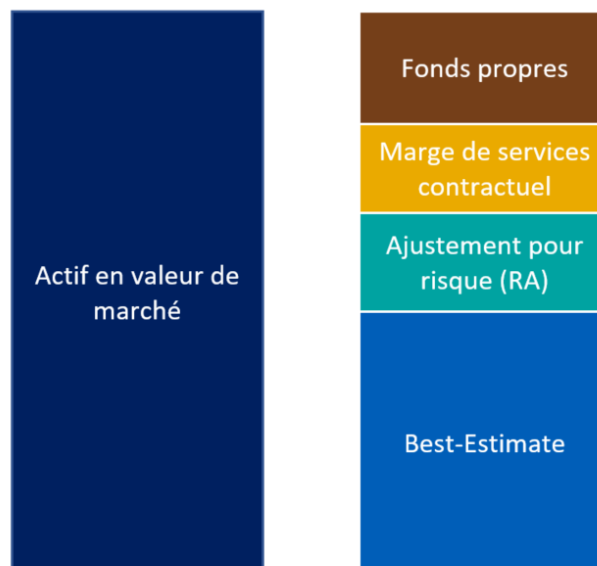 Actif en valeur de
marché
Fonds propres
Marge de services
contractuel
Ajustement pour
risque (RA)
Best-Estimate